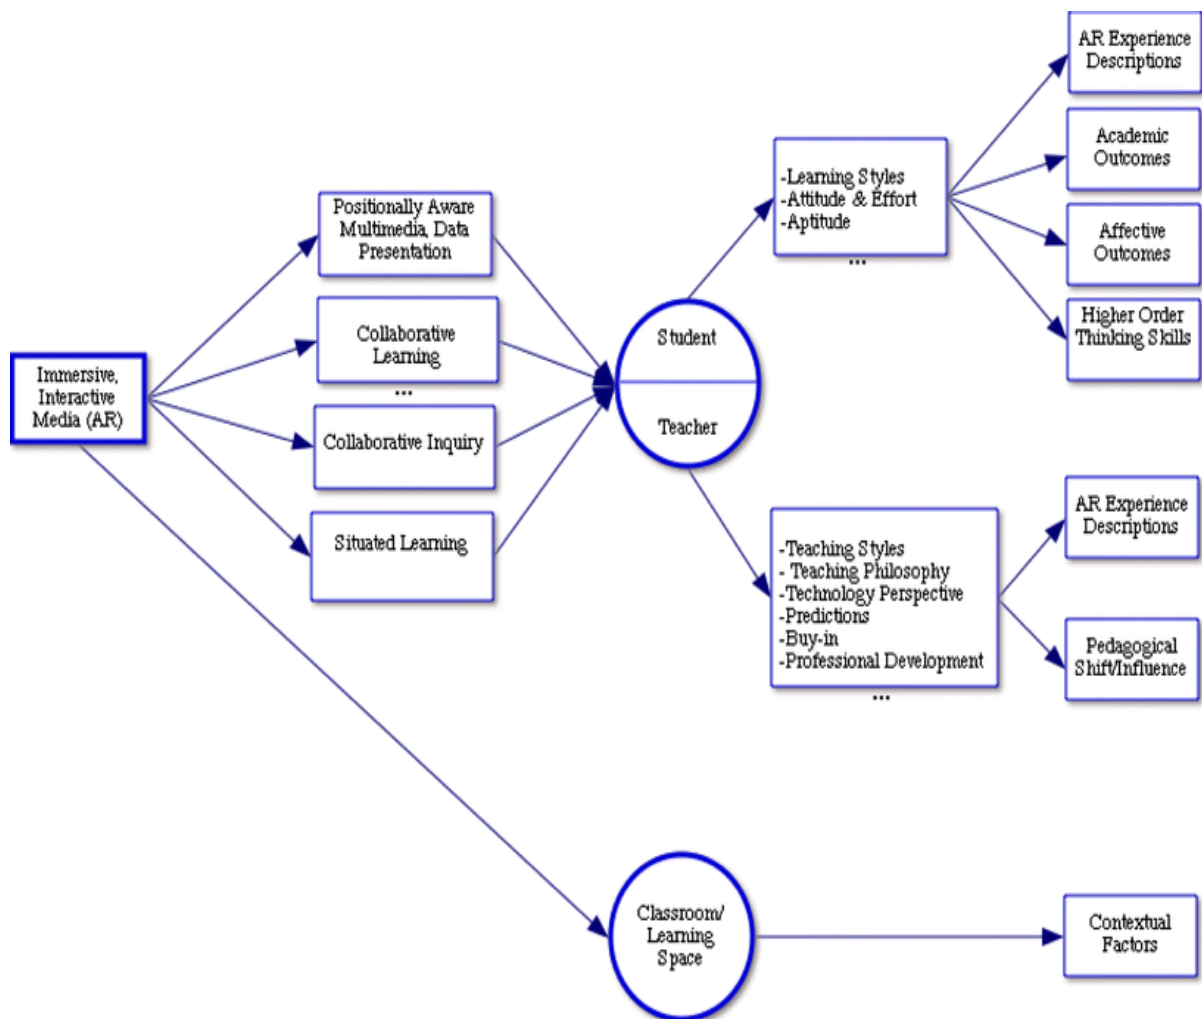 Immersive,
Interactive
Media (AR)
Positionally Aware
Multimedia, Data
Presentation
Collaborative
Learning
...
Collaborative Inquiry
Situated Learning
Student
Teacher
-Learning Styles
-Attitude & Effort
-Aptitude
...
AR Experience
Descriptions
Academic
Outcomes
Affective
Outcomes
Higher Order
Thinking Skills
-Teaching Styles
- Teaching Philosophy
-Technology Perspective
-Predictions
-Buy-in
-Professional Development
...
AR Experience
Descriptions
Pedagogical
Shift/Influence
Classroom/
Learning
Space
Contextual
Factors